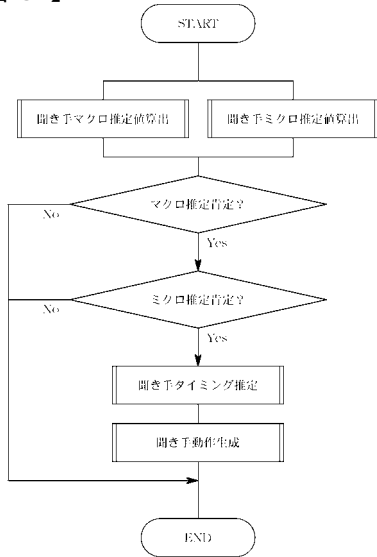 START
聞き手マクロ推定値算出
聞き手ミクロ推定値算出
マクロ推定肯定？
No
Yes
ミクロ推定肯定？
No
Yes
聞き手タイミング推定
聞き手動作生成
END